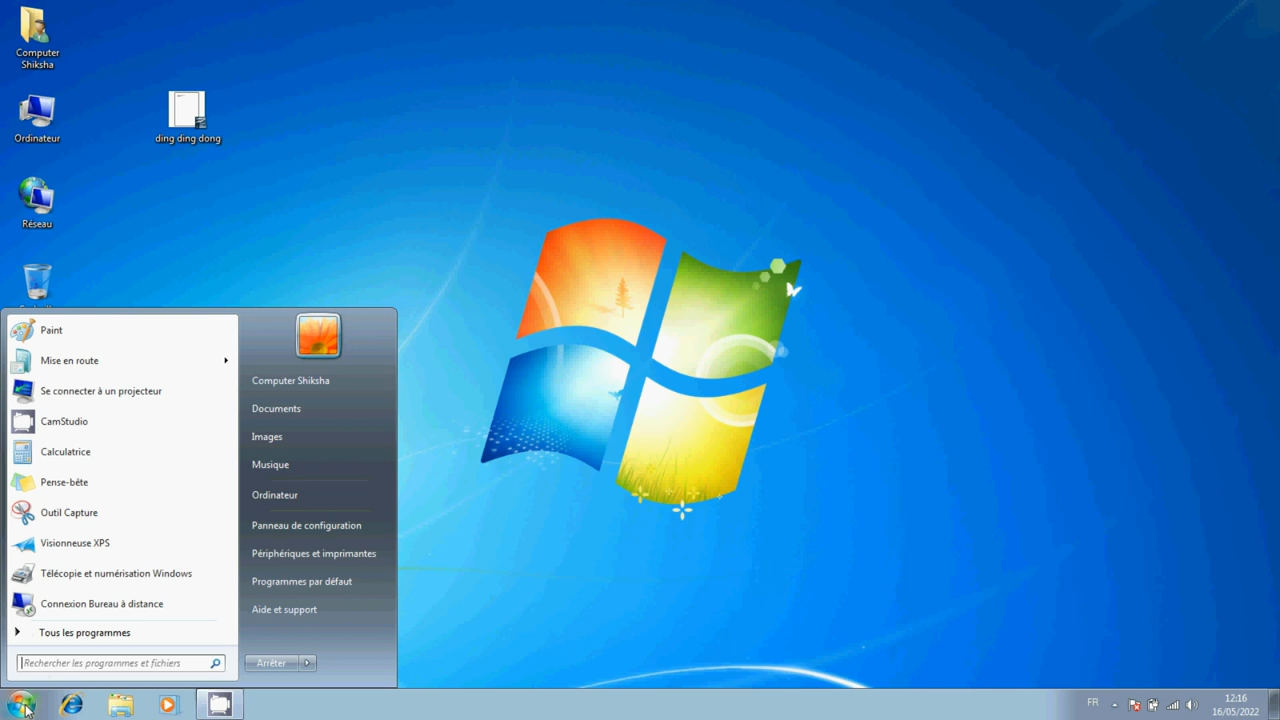 Computer
Shiksha
Ordinateur
ding ding dong
Réseau
Paint
Mise en route
Se connecter à un projecteur
CamStudio
Calculatrice
Pense-bête
Outil Capture
Visionneuse XPS
Télécopie et numérisation Windows
Connexion Bureau à distance
Tous les programmes
Rechercher les programmes et fichiers
Computer Shiksha
Documents
Images
Musique
Ordinateur
Panneau de configuration
Périphériques et imprimantes
Programmes par défaut
Aide et support
Arrêter
FR
12:16
16/05/2022